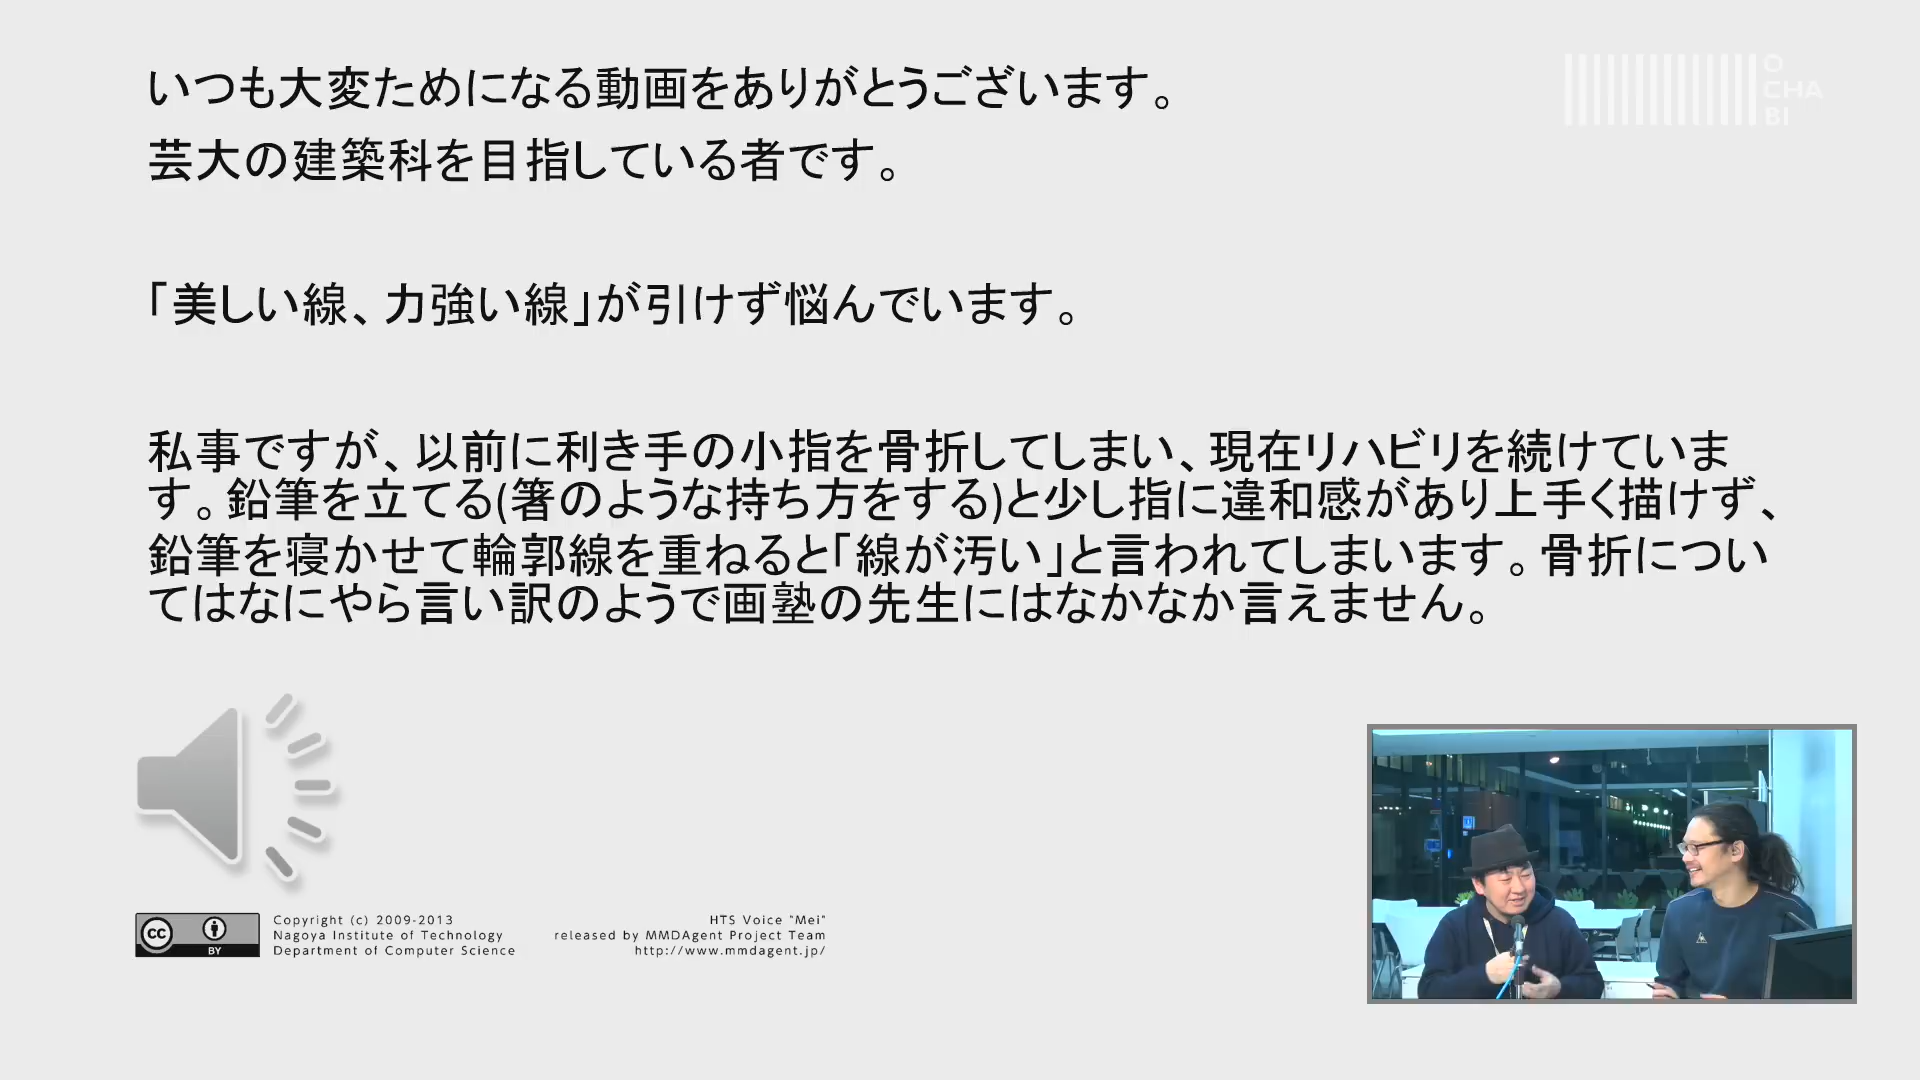 いつも大変ためになる動画をありがとうございます。
芸大の建築科を目指している者です。
「美しい線、力強い線」が引けず悩んでいます。
私事ですが、以前に利き手の小指を骨折してしまい、現在リハビリを続けていま
す。鉛筆を立てる(箸のような持ち方をする)と少し指に違和感があり上手く描けず、
鉛筆を寝かせて輪郭線を重ねると「線が汚い」と言われてしまいます。骨折につい
てはなにやら言い訳のようで画塾の先生にはなかなか言えません。
O
CHA
BI
cc
BY
Copyright (c) 2009-2013
Nagoya Institute of Technology
Department of Computer Science
HTS Voice "Mei"
released by MMDAgent Project Team
http://www.mmdagent.jp/